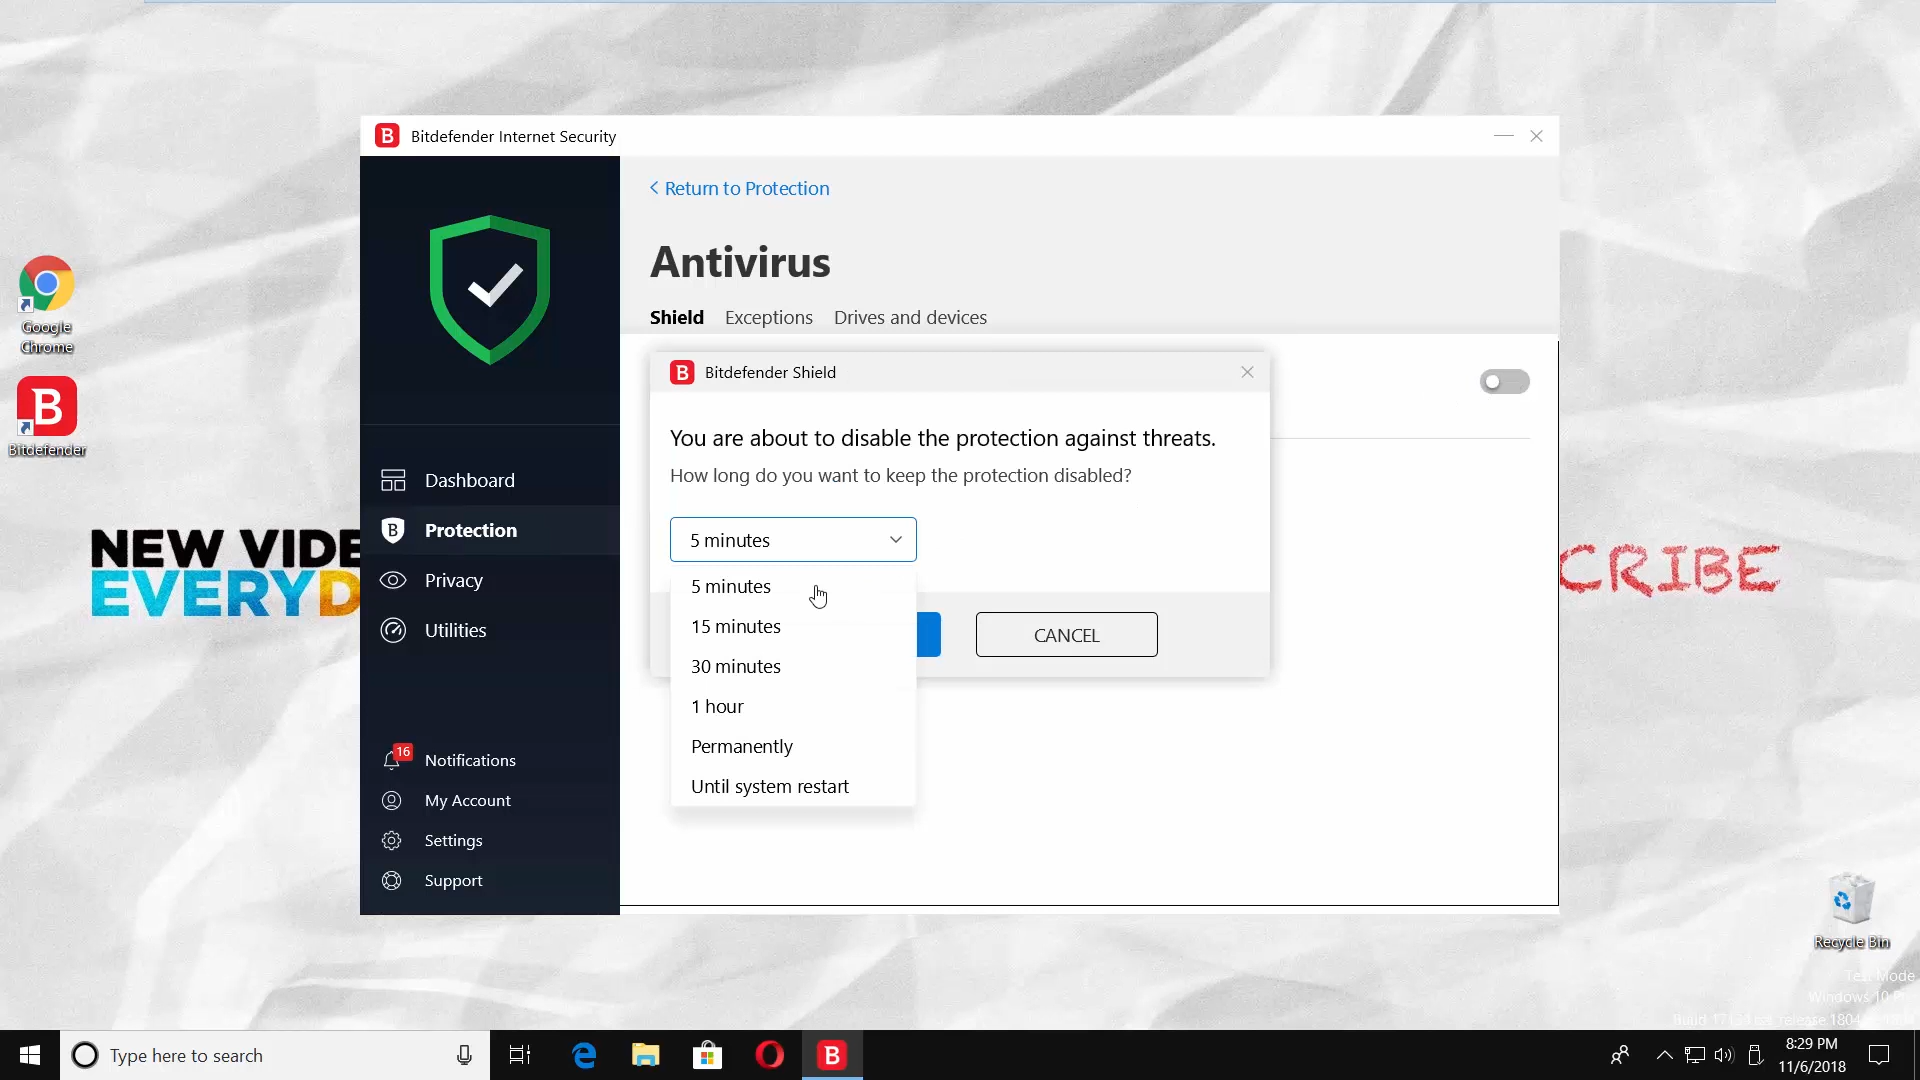 Bitdefender Internet Security
Return to Protection
Antivirus
Shield Exceptions Drives and devices
Google
Chrome
Bitdefender
B
Bitdefender Shield
You are about to disable the protection against threats.
How long do you want to keep the protection disabled?
5 minutes
5 minutes
15 minutes
30 minutes
1 hour
Permanently
Until system restart
CANCEL
Dashboard
Protection
Privacy
Utilities
16
Notifications
My Account
Settings
Support
NEW VIDE
EVERYD
CRIBE
Recycle Bin
Test Mode
Windows 10
Type here to search
8:29 PM
11/6/2018